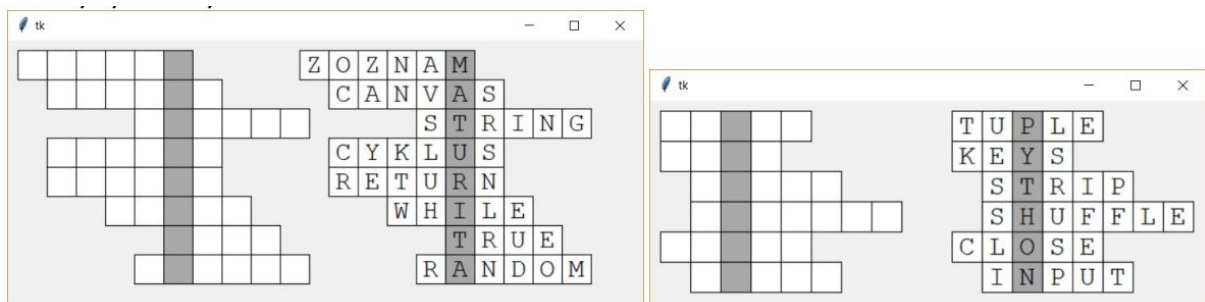 tk
ZOZNAM
CANVAS
STRING
CYKLUS
RETURN
WHILE
TRUE
RANDOM
tk
TUPLE
KEYS
STRIP
SHUFFLE
CLOSE
INPUT